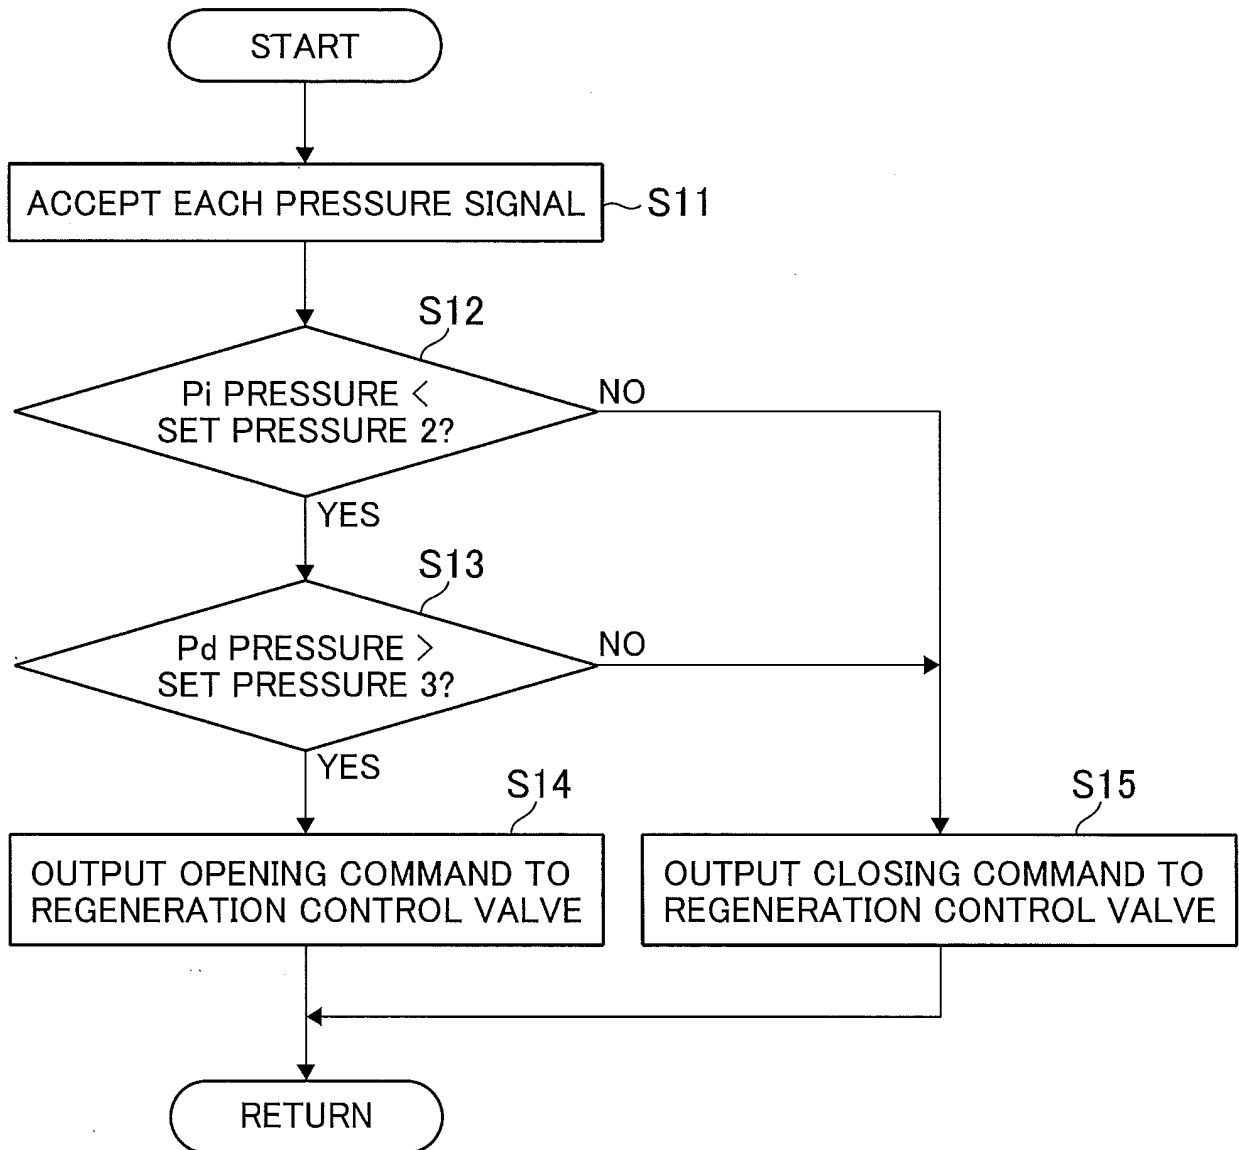 START
ACCEPT EACH PRESSURE SIGNAL
S11
S12
Pi PRESSURE <
SET PRESSURE 2?
NO
YES
S13
Pd PRESSURE >
SET PRESSURE 3?
NO
YES
S14
OUTPUT OPENING COMMAND TO
REGENERATION CONTROL VALVE
S15
OUTPUT CLOSING COMMAND TO
REGENERATION CONTROL VALVE
RETURN